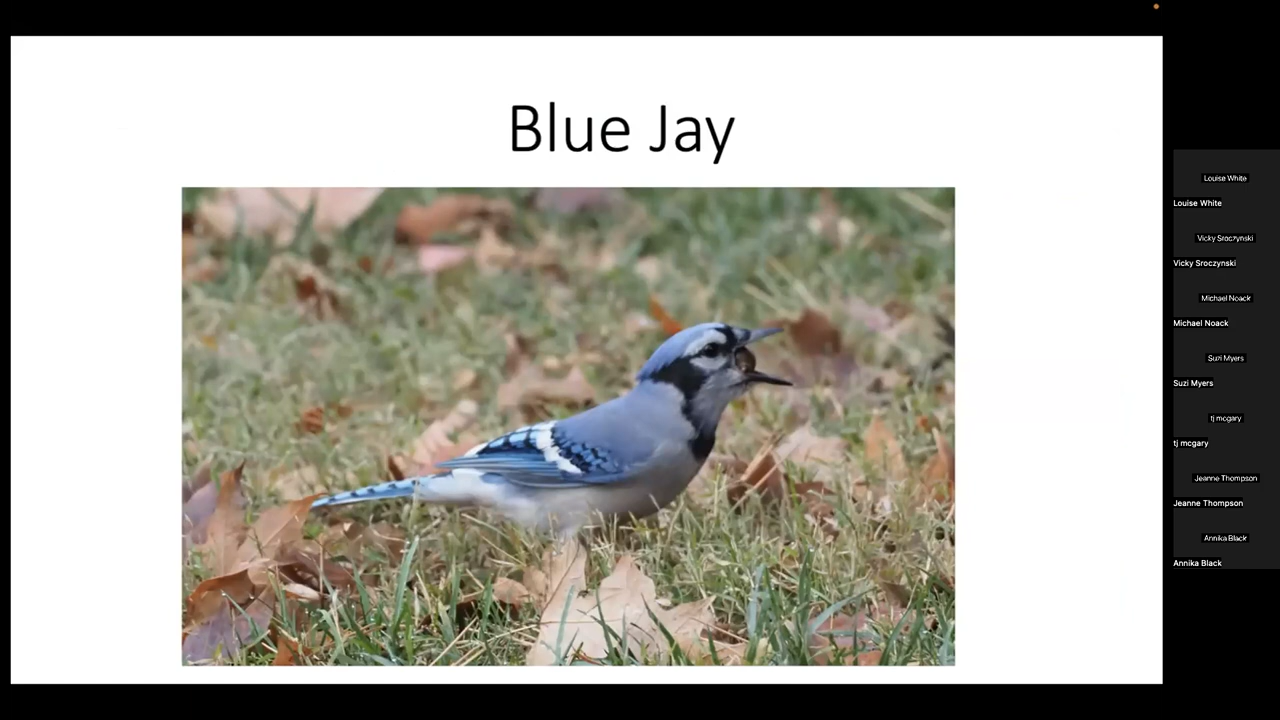 Blue Jay
Louise White
Louise White
Vicky Sroczynski
Vicky Sroczynski
Michael Noack
Michael Noack
Suzi Myers
Suzi Myers
tj mcgary
tj mcgary
Jeanne Thompson
Jeanne Thompson
Annika Black
Annika Black